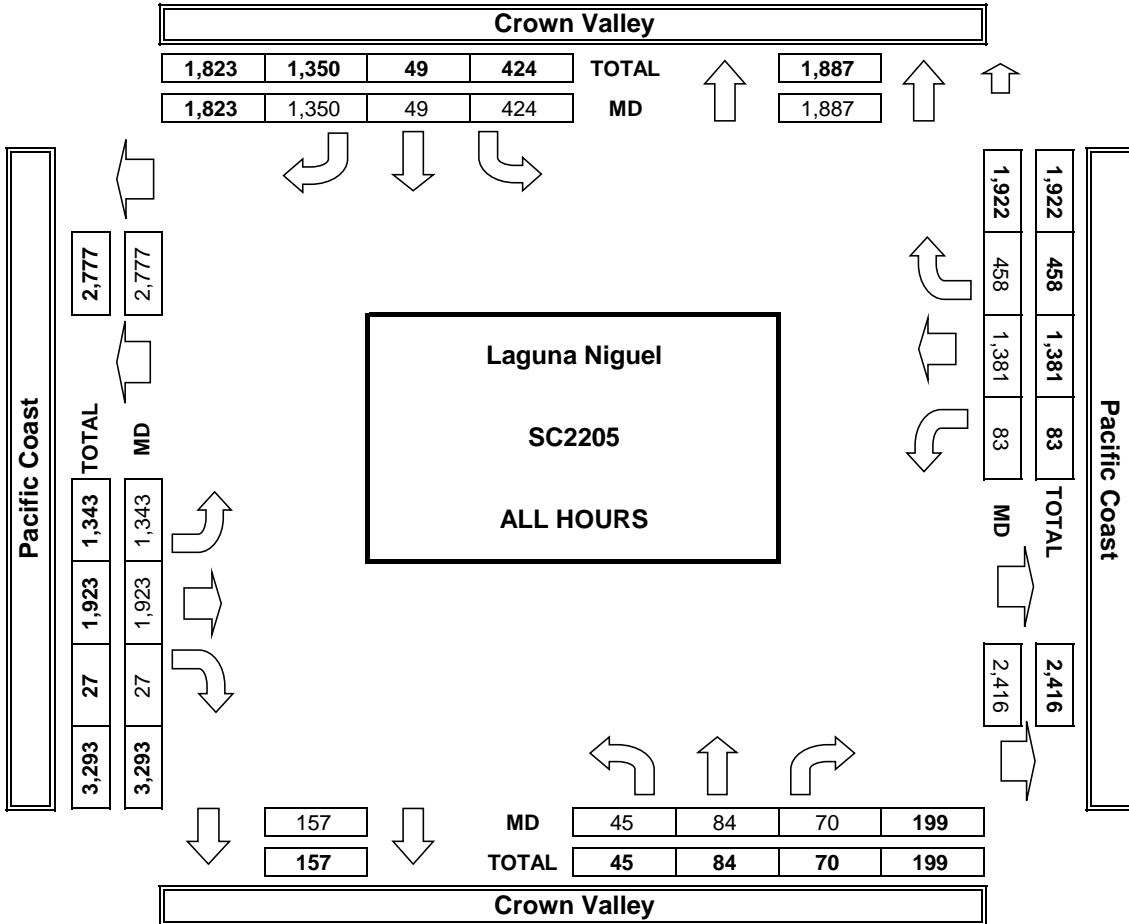 Crown Valley
1,823 1,350 49 424 TOTAL 1,887
1,823 1,350 49 424 MD 1,887
Pacific Coast
2,777 2,777
TOTAL MD
1,343 1,343
1,923 1,923
27 27
3,293 3,293
Laguna Niguel
SC2205
ALL HOURS
1,922 1,922
458 458
1,381 1,381
83 83
MD TOTAL
2,416 2,416
Pacific Coast
157 MD 45 84 70 199
157 TOTAL 45 84 70 199
Crown Valley